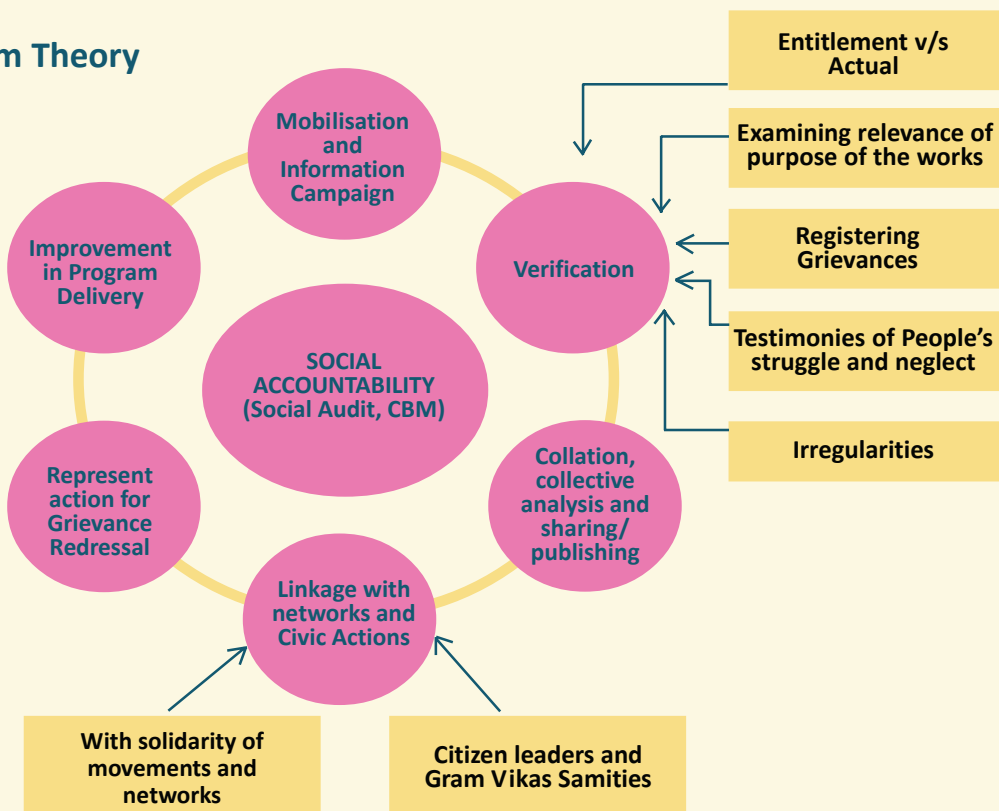 m Theory
Mobilisation
and
Information
Campaign
Verification
Collation,
collective
analysis and
sharing/
publishing
Linkage with
networks and
Civic Actions
Represent
action for
Grievance
Redressal
Improvement
in Program
Delivery
SOCIAL
ACCOUNTABILITY
(Social Audit, CBM)
Entitlement v/s
Actual
Examining relevance of
purpose of the works
Registering
Grievances
Testimonies of People’s
struggle and neglect
Irregularities
With solidarity of
movements and
networks
Citizen leaders and
Gram Vikas Samities